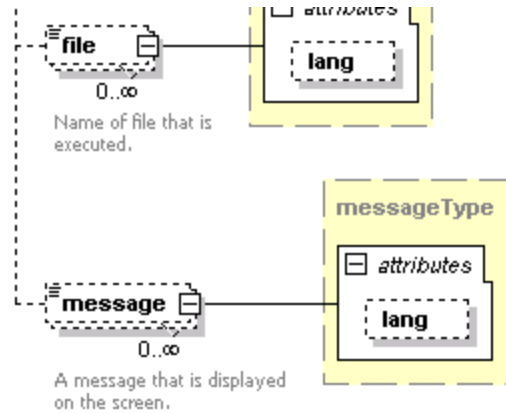 attributes
file
lang
0..∞
Name of file that is
executed.
messageType
attributes
message
lang
0..∞
A message that is displayed
on the screen.